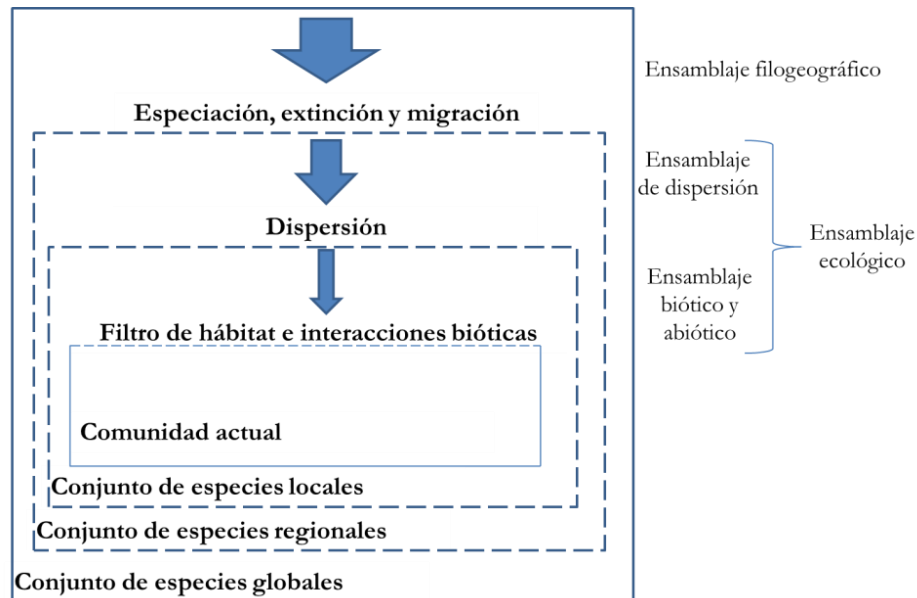 Ensamblaje filogeográfico
Especiación, extinción y migración
Ensamblaje
de dispersión
Dispersión
Ensamblaje
ecológico
Ensamblaje
biótico y
abiótico
Filtro de hábitat e interacciones bióticas
Comunidad actual
Conjunto de especies locales
Conjunto de especies regionales
Conjunto de especies globales